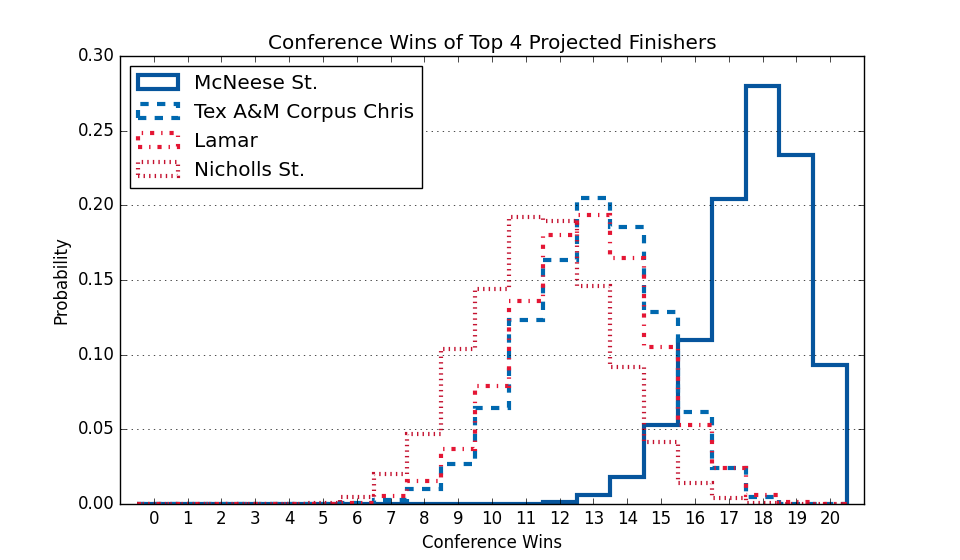 Conference Wins of Top 4 Projected Finishers
McNeese St.
Tex A&M Corpus Chris
Lamar
Nicholls St.
Probability
0.30
0.25
0.20
0.15
0.10
0.05
0.00
0 1 2 3 4 5 6 7 8 9 10 11 12 13 14 15 16 17 18 19 20
Conference Wins